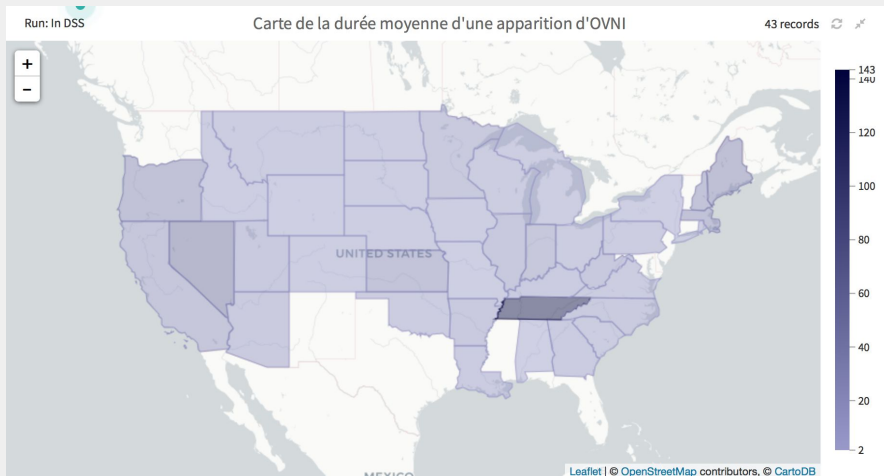 Run: In DSS
Carte de la durée moyenne d'une apparition d'OVNI
43 records
+
−
UNITED STATES
MEXICO
143
140
120
100
80
60
40
20
2
Leaflet | © OpenStreetMap contributors, © CartoDB